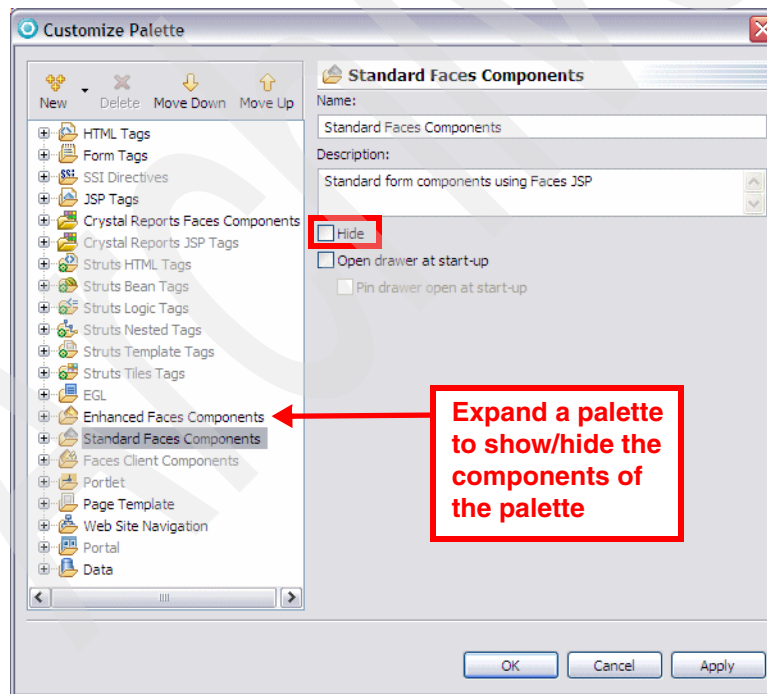 Customize Palette
New Delete Move Down Move Up
HTML Tags
Form Tags
SSI Directives
JSP Tags
Crystal Reports Faces Components
Crystal Reports JSP Tags
Struts HTML Tags
Struts Bean Tags
Struts Logic Tags
Struts Nested Tags
Struts Template Tags
Struts Tiles Tags
EGL
Enhanced Faces Components
Standard Faces Components
Faces Client Components
Portlet
Page Template
Web Site Navigation
Portal
Data
Standard Faces Components
Name:
Standard Faces Components
Description:
Standard form components using Faces JSP
Hide
Open drawer at start-up
Pin drawer open at start-up
Expand a palette
to show/hide the
components of
the palette
OK Cancel Apply